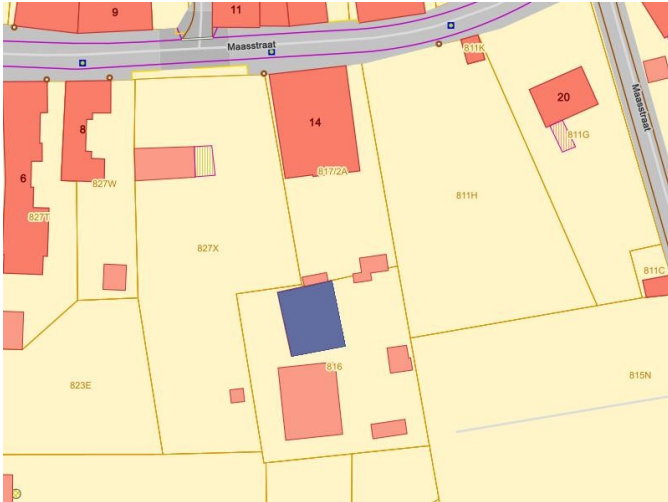 9
11
Maasstraat
811K
Maasstraat
20
8
14
811G
6
827W
817/2A
811H
827T
827X
811C
816
815N
823E